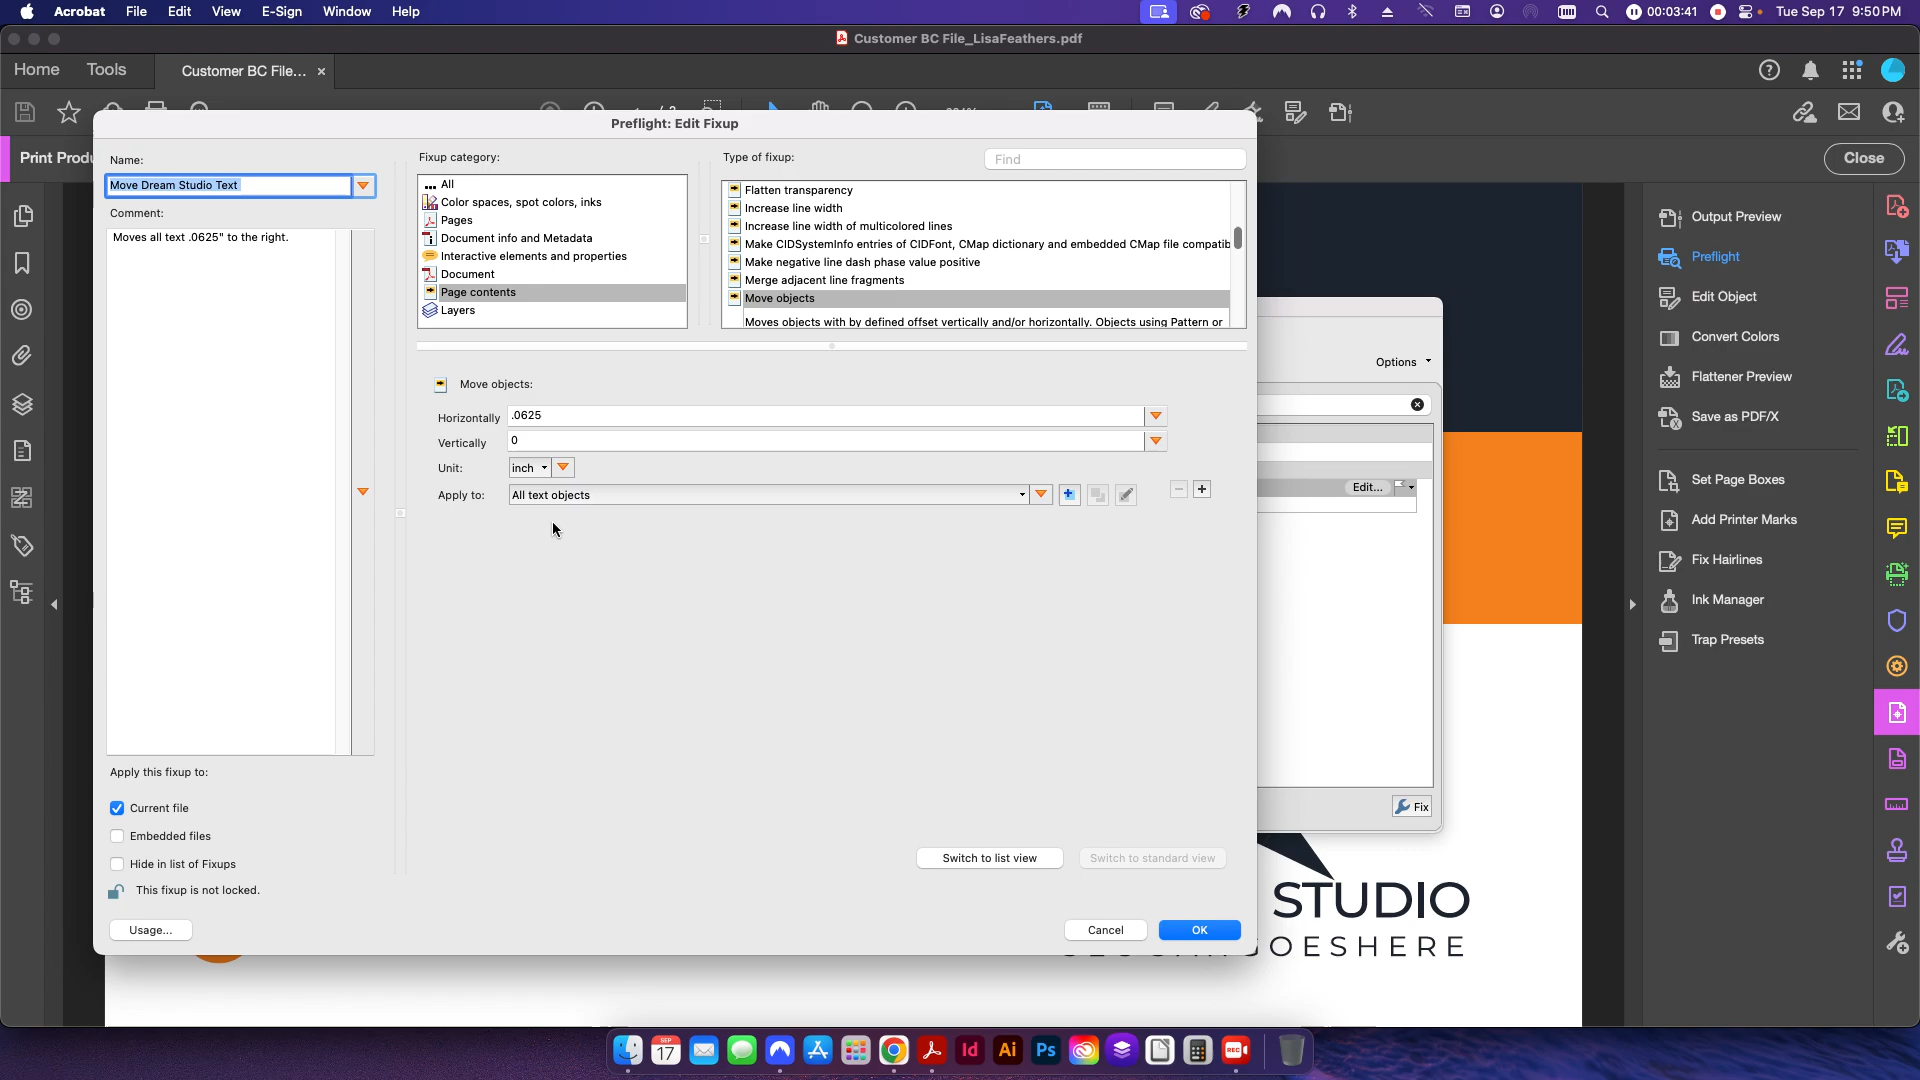 Acrobat File Edit View E-Sign Window Help 00:03:41 Tue Sep 17 9:50 PM
Customer BC File_LisaFeathers.pdf
Home Tools Customer BC File... ×
Print Produ
Close
Preflight: Edit Fixup
Name:
Move Dream Studio Text
Comment:
Moves all text .0625" to the right.
Apply this fixup to:
Current file
Embedded files
Hide in list of Fixups
This fixup is not locked.
Usage...
Fixup category:
All
Color spaces, spot colors, inks
Pages
Document info and Metadata
Interactive elements and properties
Document
Page contents
Layers
Type of fixup:
Find
Flatten transparency
Increase line width
Increase line width of multicolored lines
Make CIDSystemInfo entries of CIDFont, CMap dictionary and embedded CMap file compatib
Make negative line dash phase value positive
Merge adjacent line fragments
Move objects
Moves objects with by defined offset vertically and/or horizontally. Objects using Pattern or
Move objects:
Horizontally .0625
Vertically 0
Unit: inch
Apply to: All text objects
Switch to list view Switch to standard view
Cancel OK
Options
Edit...
Fix
STUDIO
GOESHERE
Output Preview
Preflight
Edit Object
Convert Colors
Flattener Preview
Save as PDF/X
Set Page Boxes
Add Printer Marks
Fix Hairlines
Ink Manager
Trap Presets
SEP
17
Id
Ai
Ps
REC